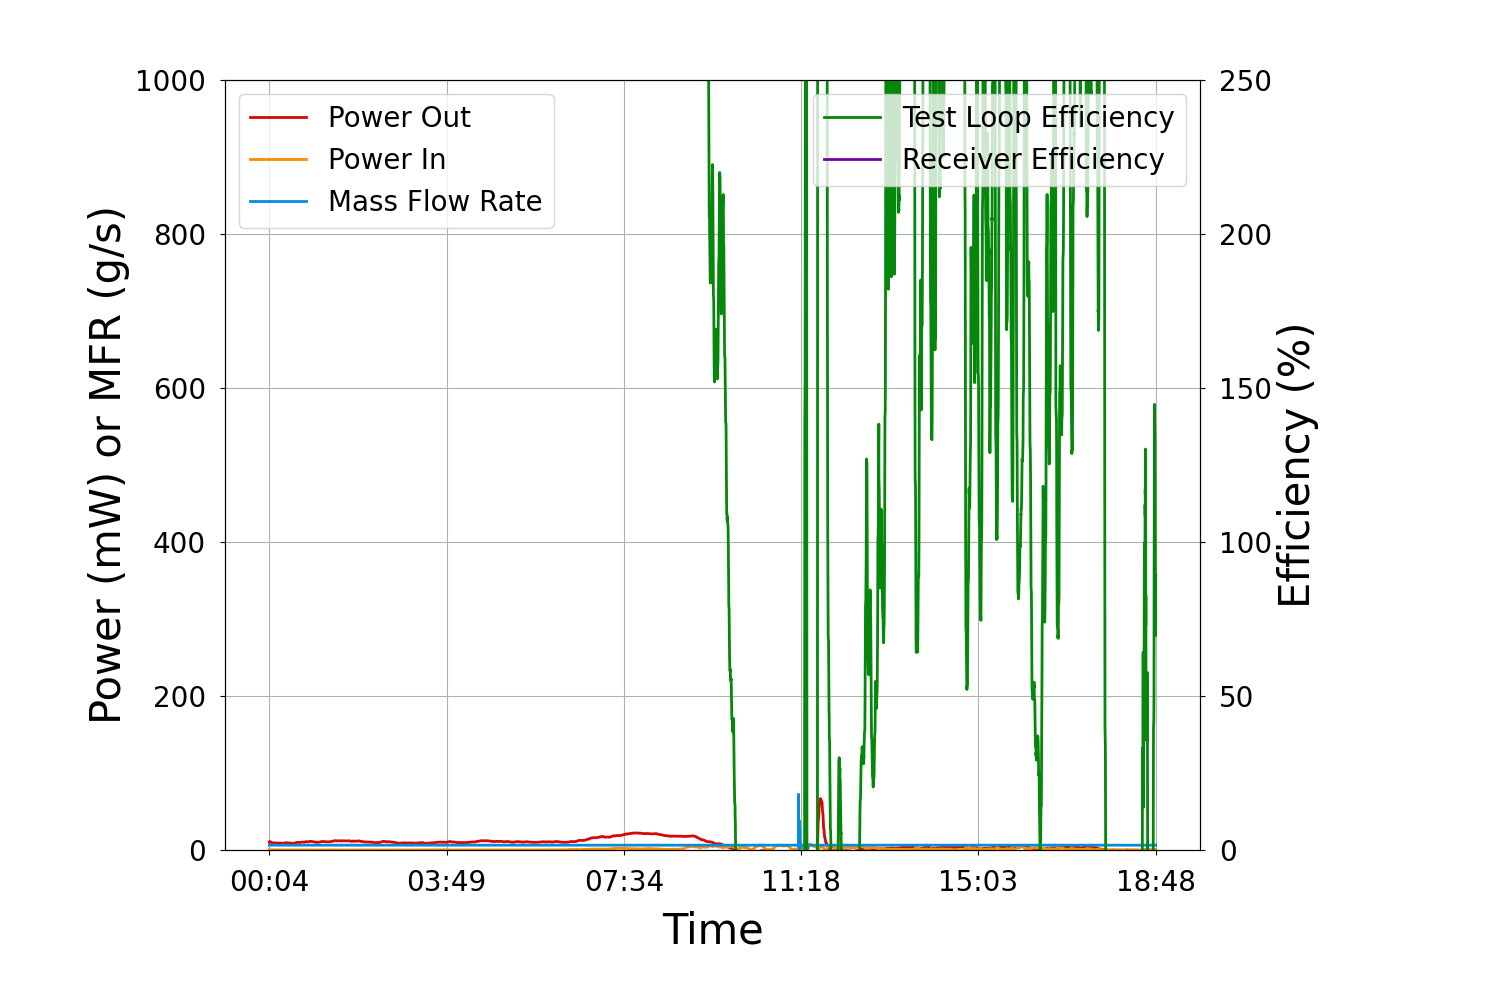 Power Out
Power In
Mass Flow Rate
Test Loop Efficiency
Receiver Efficiency
1000
800
600
400
200
0
Power (mW) or MFR (g/s)
250
200
150
100
50
0
Efficiency (%)
00:04 03:49 07:34 11:18 15:03 18:48
Time